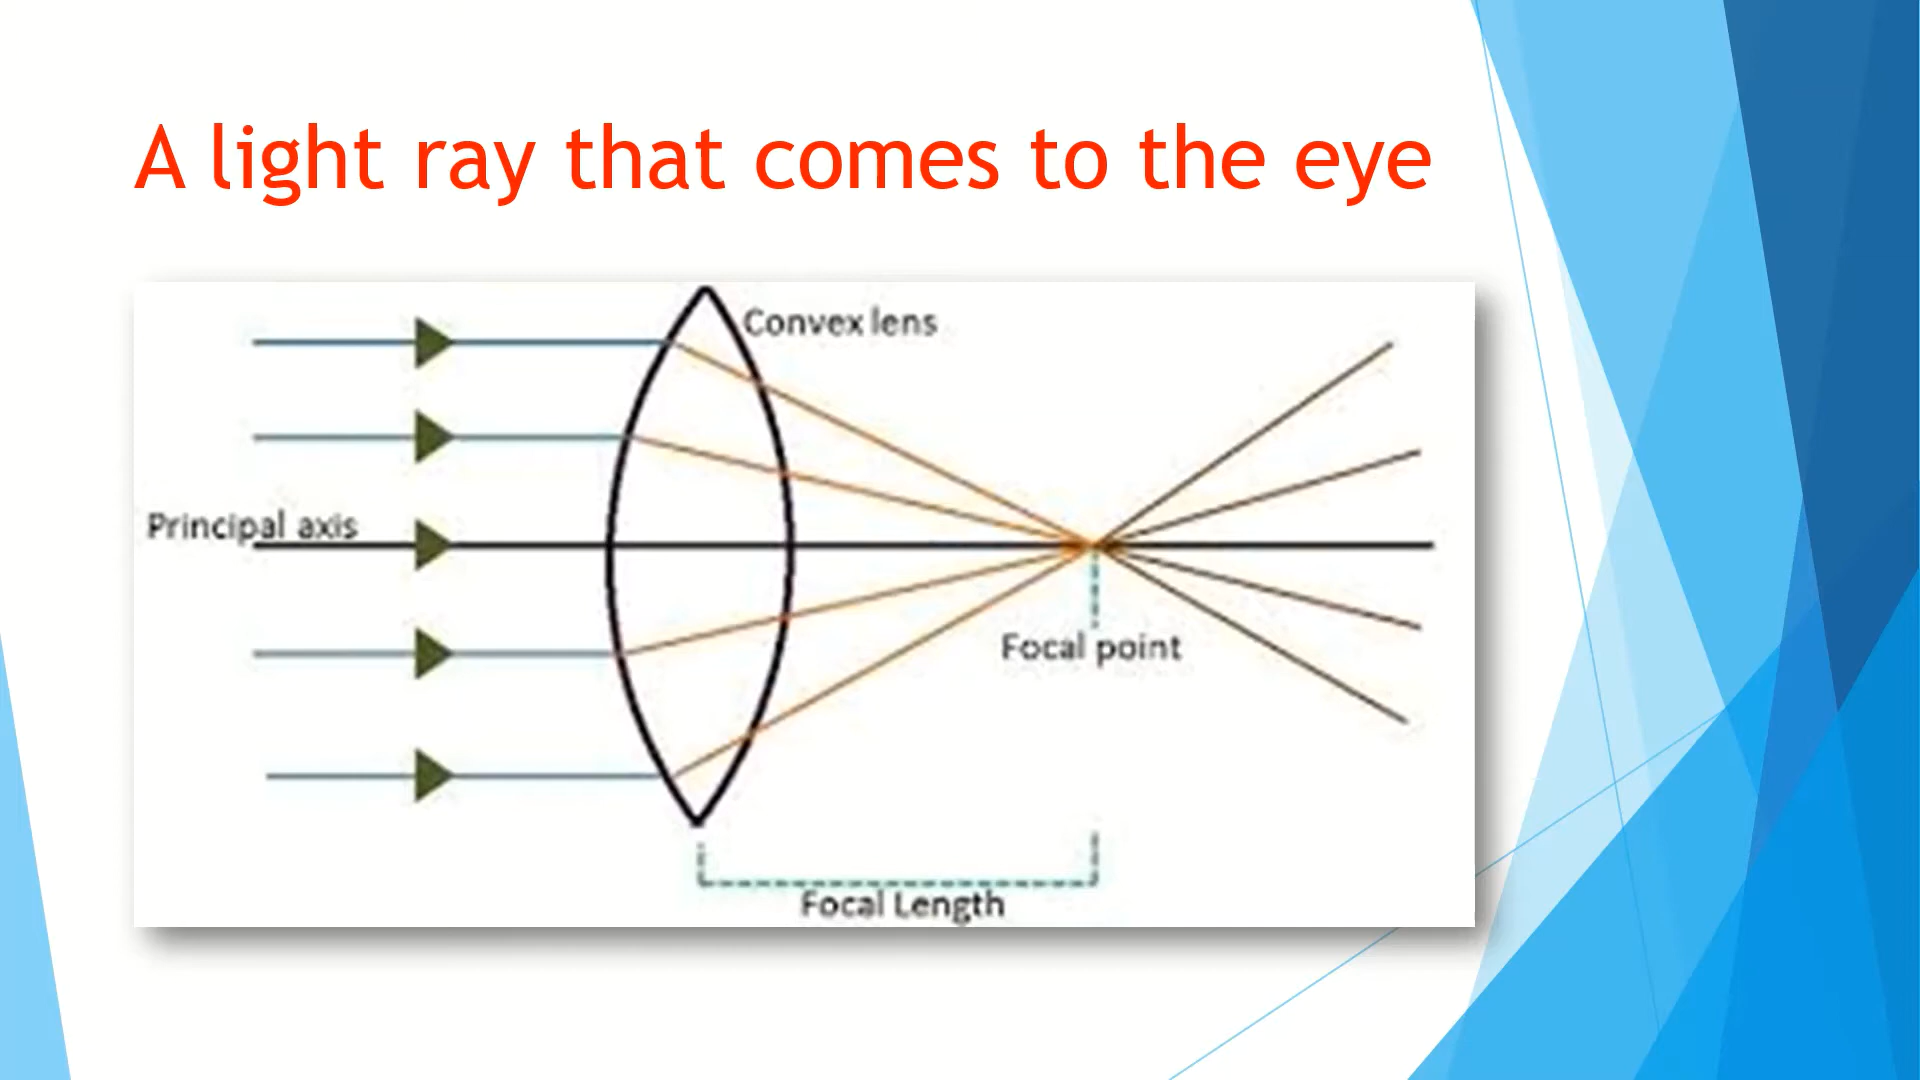 A light ray that comes to the eye
Convex lens
Principal axis
Focal point
Focal Length